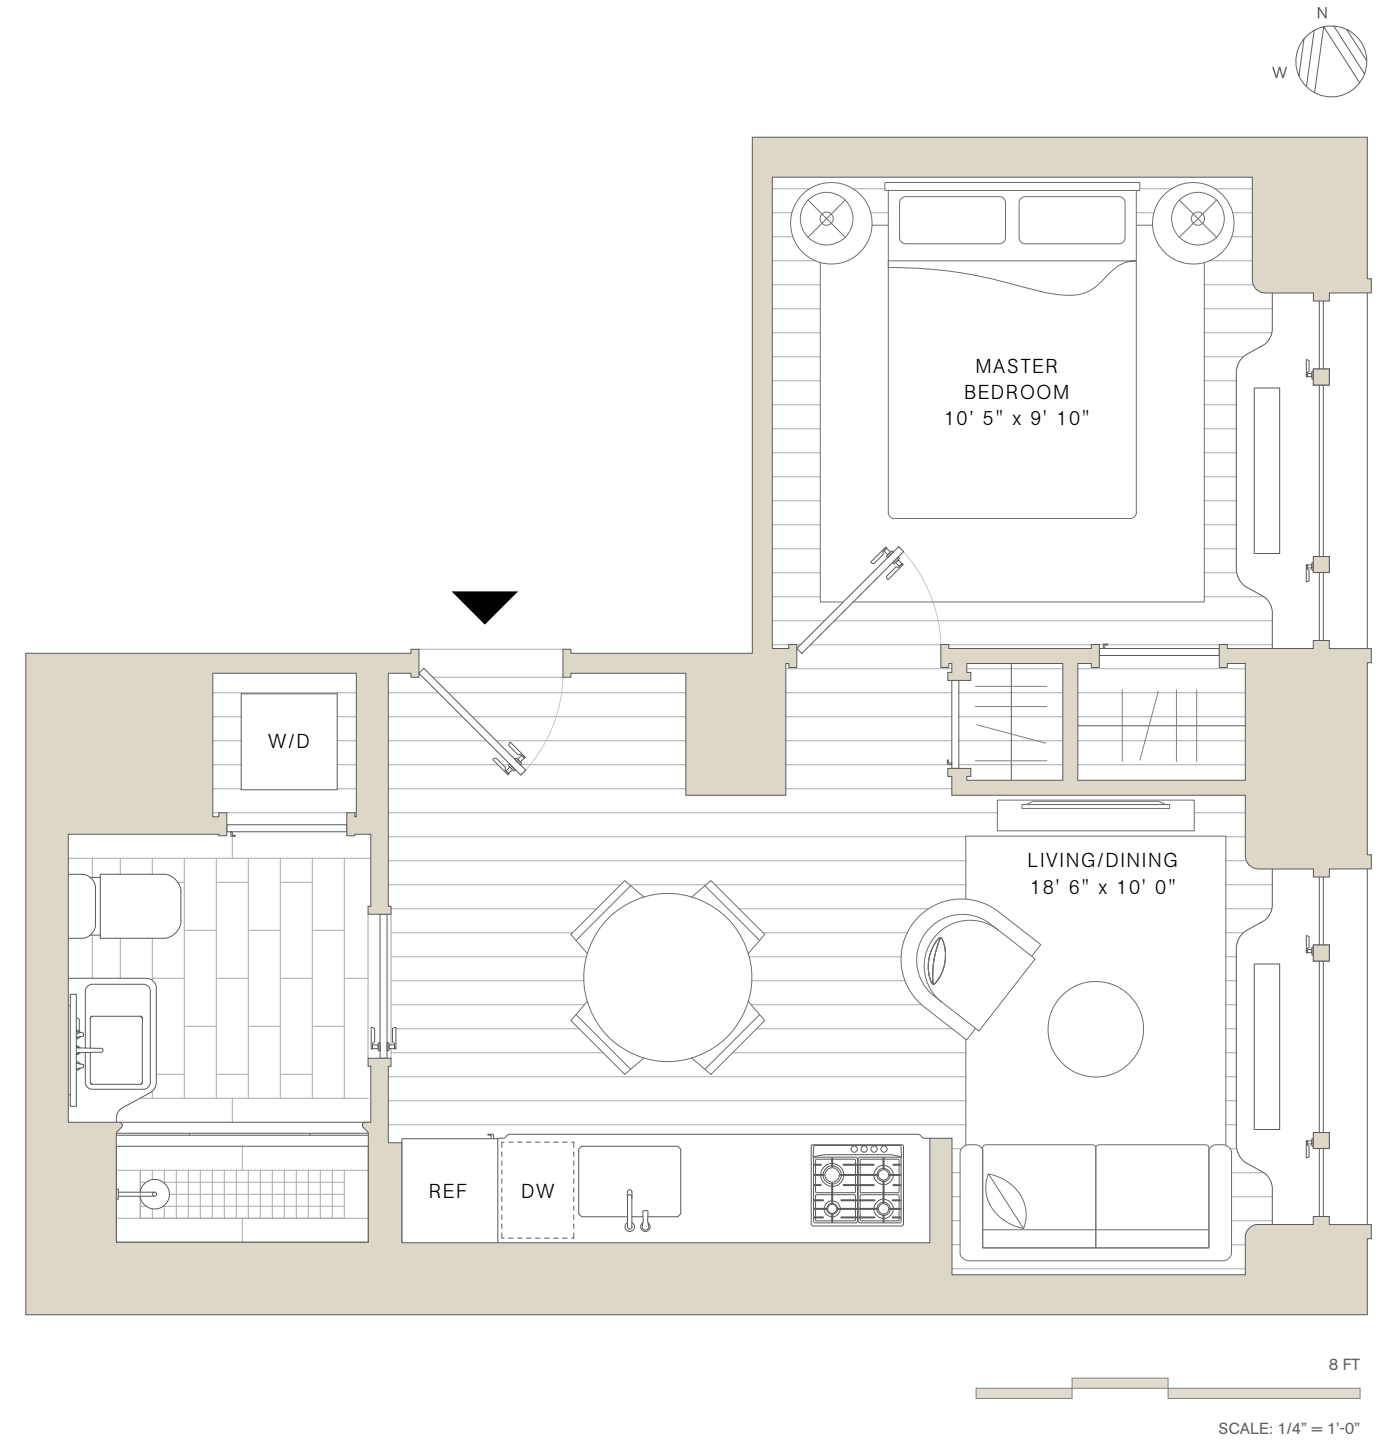 N
W
MASTER
BEDROOM
10' 5" x 9' 10"
W/D
LIVING/DINING
18' 6" x 10' 0"
REF
DW
8 FT
SCALE: 1/4” = 1’-0”